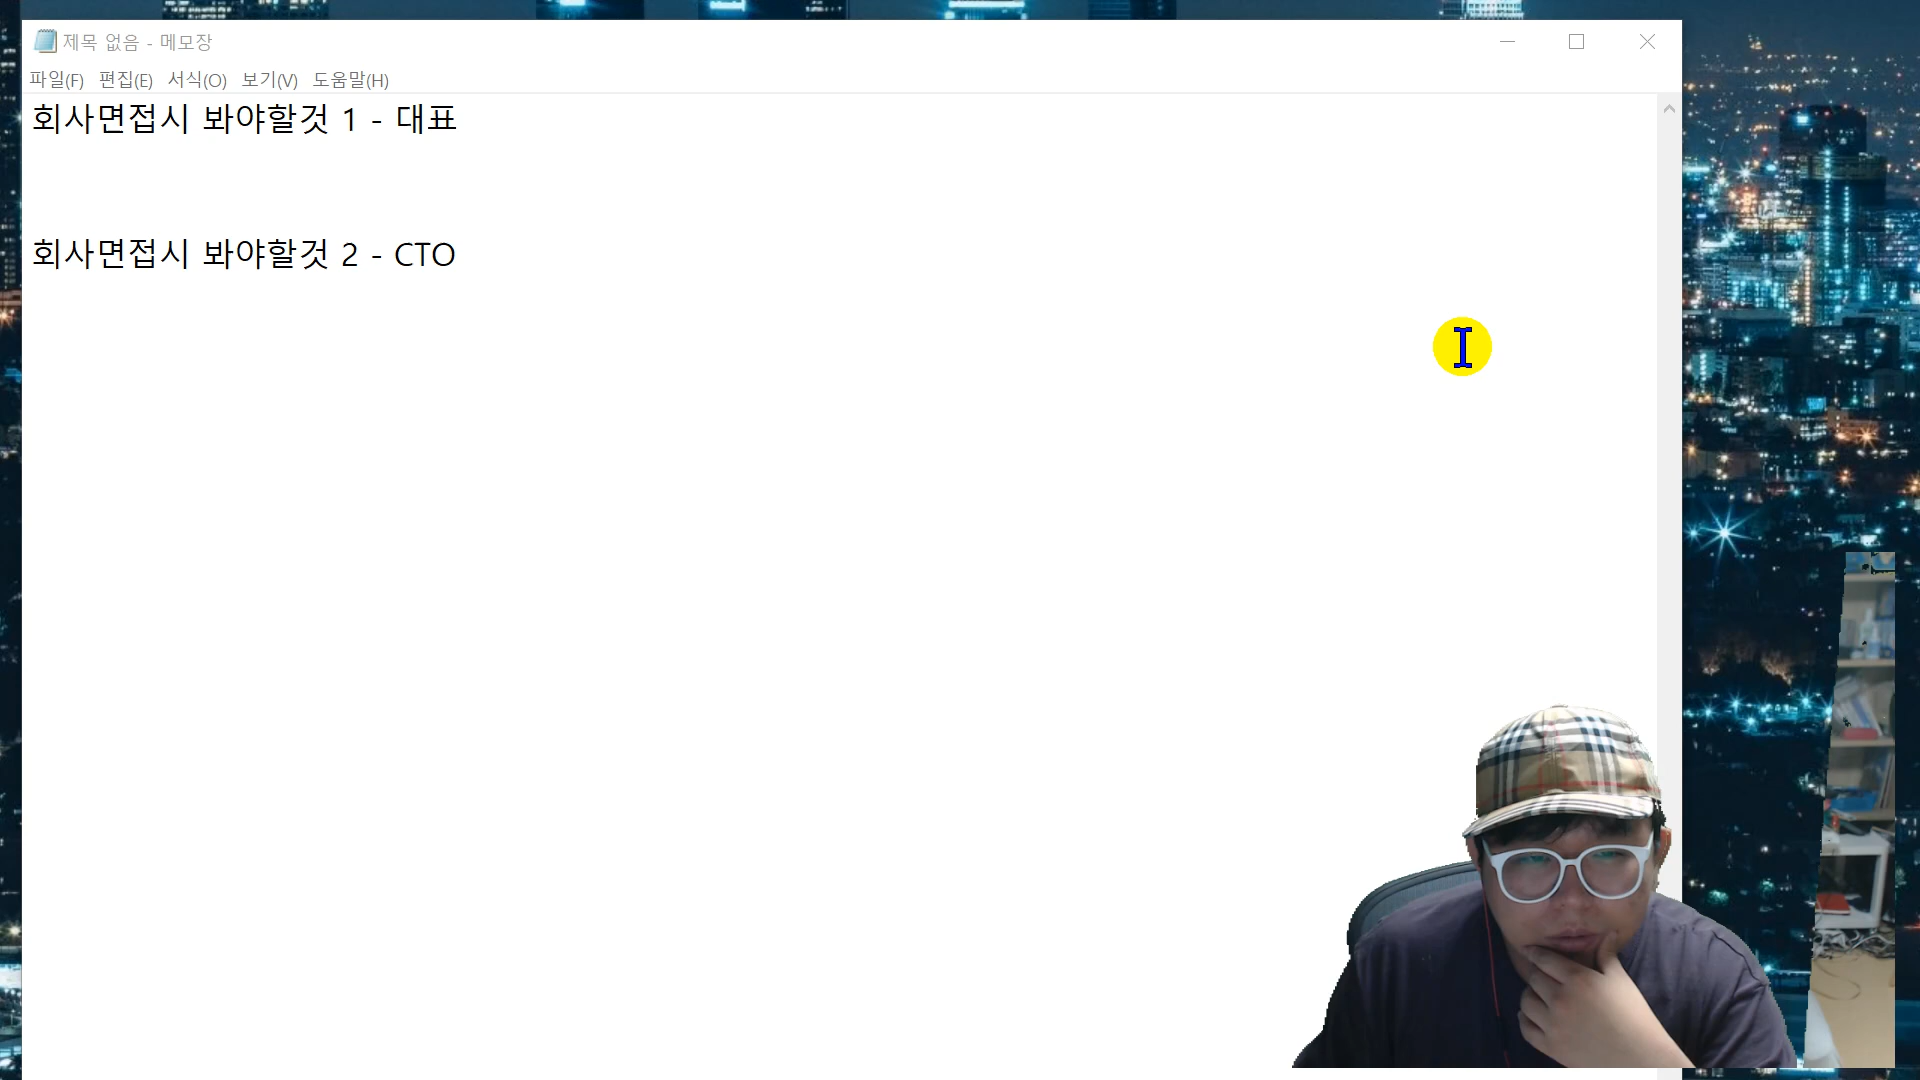 제목 없음 - 메모장
파일(F) 편집(E) 서식(O) 보기(V) 도움말(H)
회사면접시 봐야할것 1 - 대표
회사면접시 봐야할것 2 - CTO